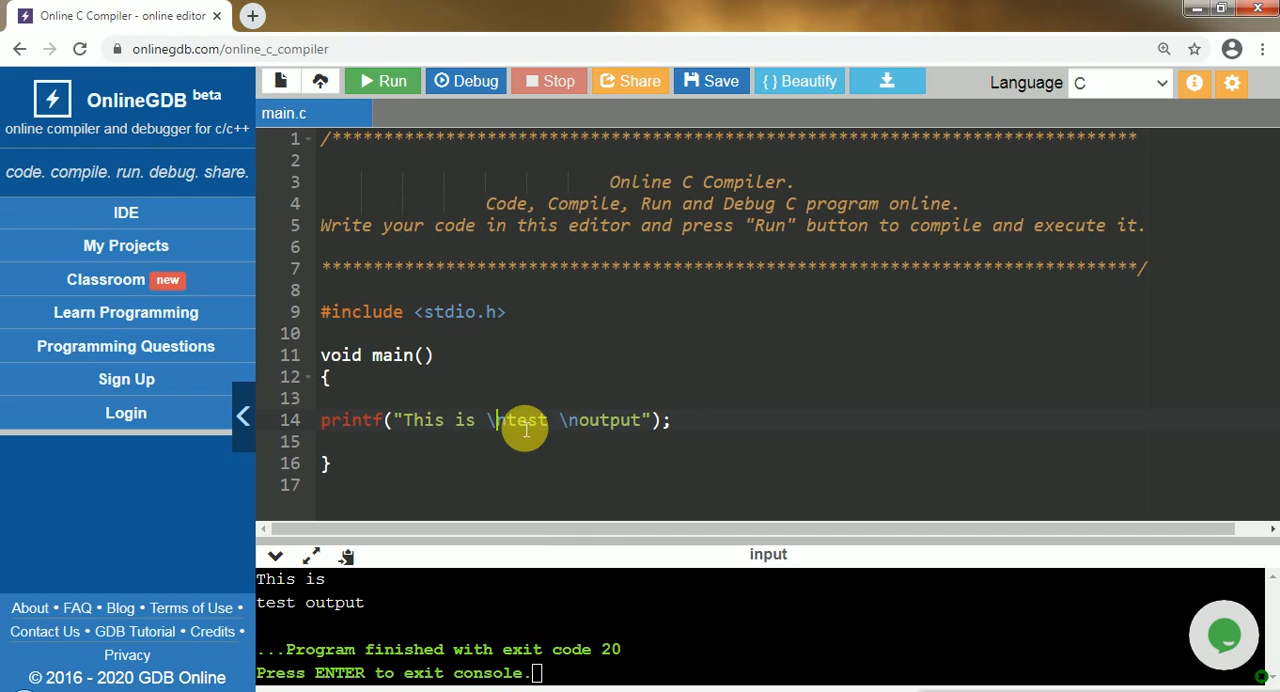 Online C Compiler - online editor
onlinegdb.com/online_c_compiler
OnlineGDB beta
online compiler and debugger for c/c++
code. compile. run. debug. share.
IDE
My Projects
Classroom new
Learn Programming
Programming Questions
Sign Up
Login
About • FAQ • Blog • Terms of Use •
Contact Us • GDB Tutorial • Credits •
Privacy
© 2016 - 2020 GDB Online
Run Debug Stop Share Save { } Beautify Language C
main.c
1 /******************************************************************************
2
3 Online C Compiler.
4 Code, Compile, Run and Debug C program online.
5 Write your code in this editor and press "Run" button to compile and execute it.
6
7 *******************************************************************************/
8
9 #include <stdio.h>
10
11 void main()
12 {
13
14 printf("This is \ntest \noutput");
15
16 }
17
input
This is
test output
...Program finished with exit code 20
Press ENTER to exit console.